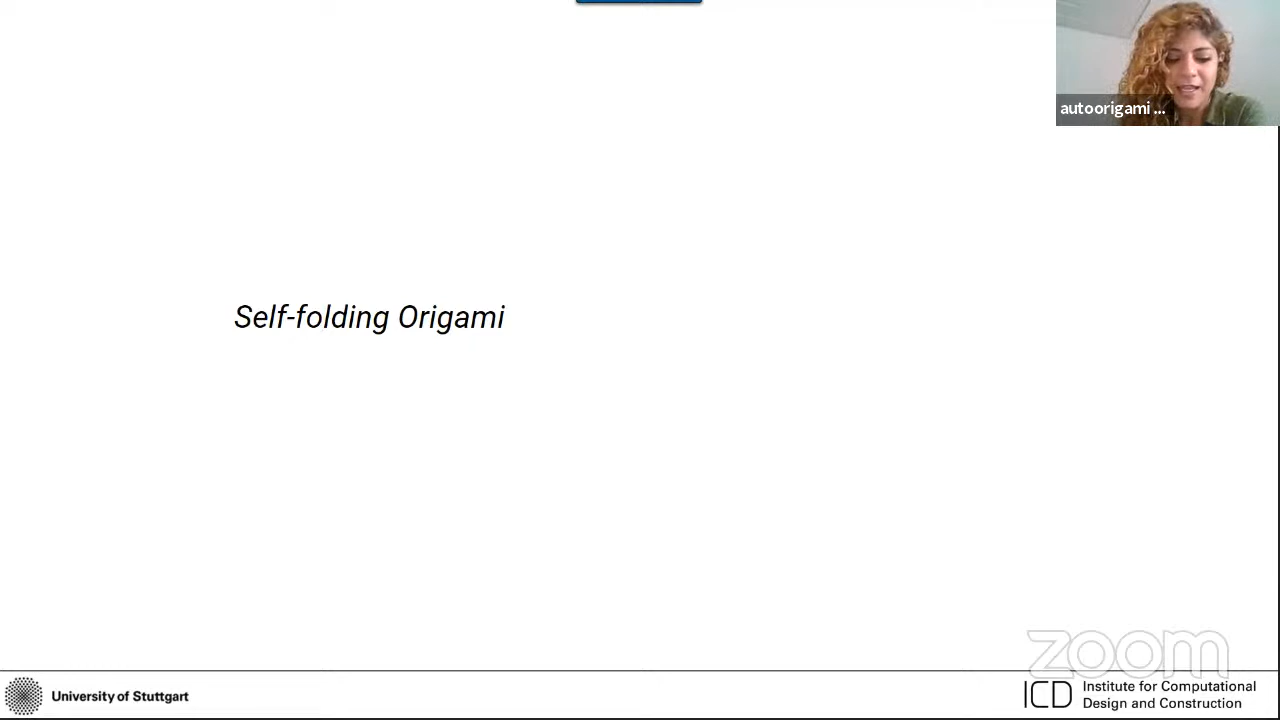 autoorigami ...
Self-folding Origami
zoom
University of Stuttgart
ICD
Institute for Computational
Design and Construction